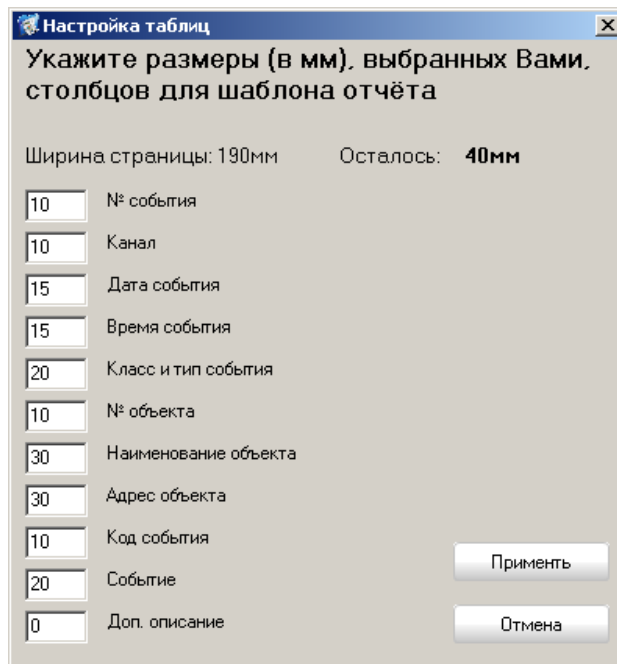 Настройка таблиц
Укажите размеры (в мм), выбранных Вами,
столбцов для шаблона отчёта
Ширина страницы: 190мм Осталось: 40мм
10 № события
10 Канал
15 Дата события
15 Время события
20 Класс и тип события
10 № объекта
30 Наименование объекта
30 Адрес объекта
10 Код события
Применть
20 Событие
0 Доп. описание
Отмена